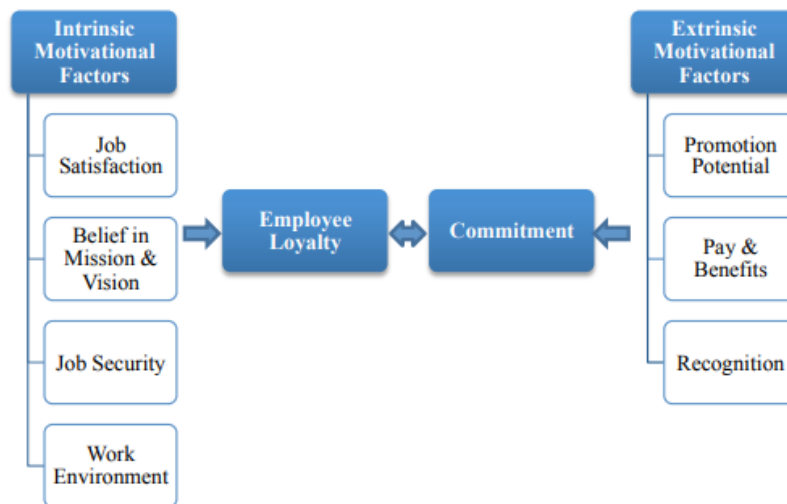 Intrinsic
Motivational
Factors
Job
Satisfaction
Belief in
Mission &
Vision
Job Security
Work
Environment
Employee
Loyalty
Commitment
Extrinsic
Motivational
Factors
Promotion
Potential
Pay &
Benefits
Recognition